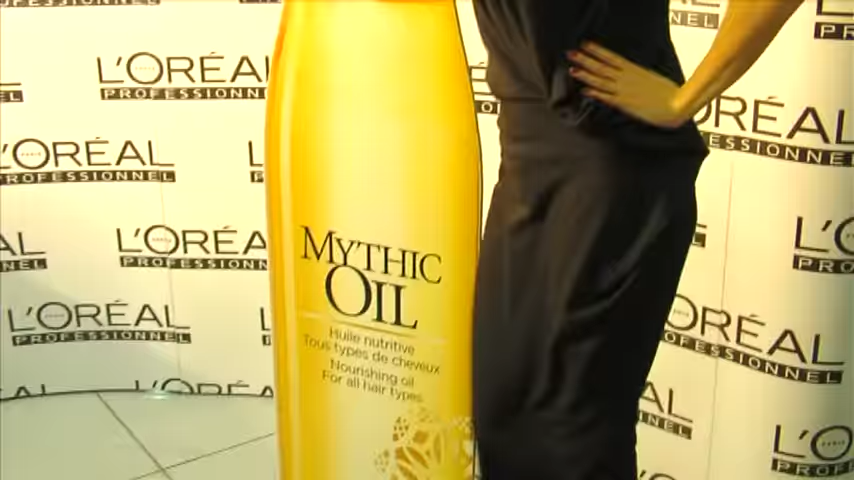 PROFESSIONNEL
L'ORÉAL
PROFESSIONNEL
L'ORÉAL
PROFESSIONNEL
L'ORÉAL
PROFESSIONNEL
L'ORÉAL
PROFESSIONNEL
MYTHIC
OIL
Huile nutritive
Tous types de cheveux
Nourishing oil
For all hair types
L'ORÉAL
PROFESSIONNEL
L'ORÉAL